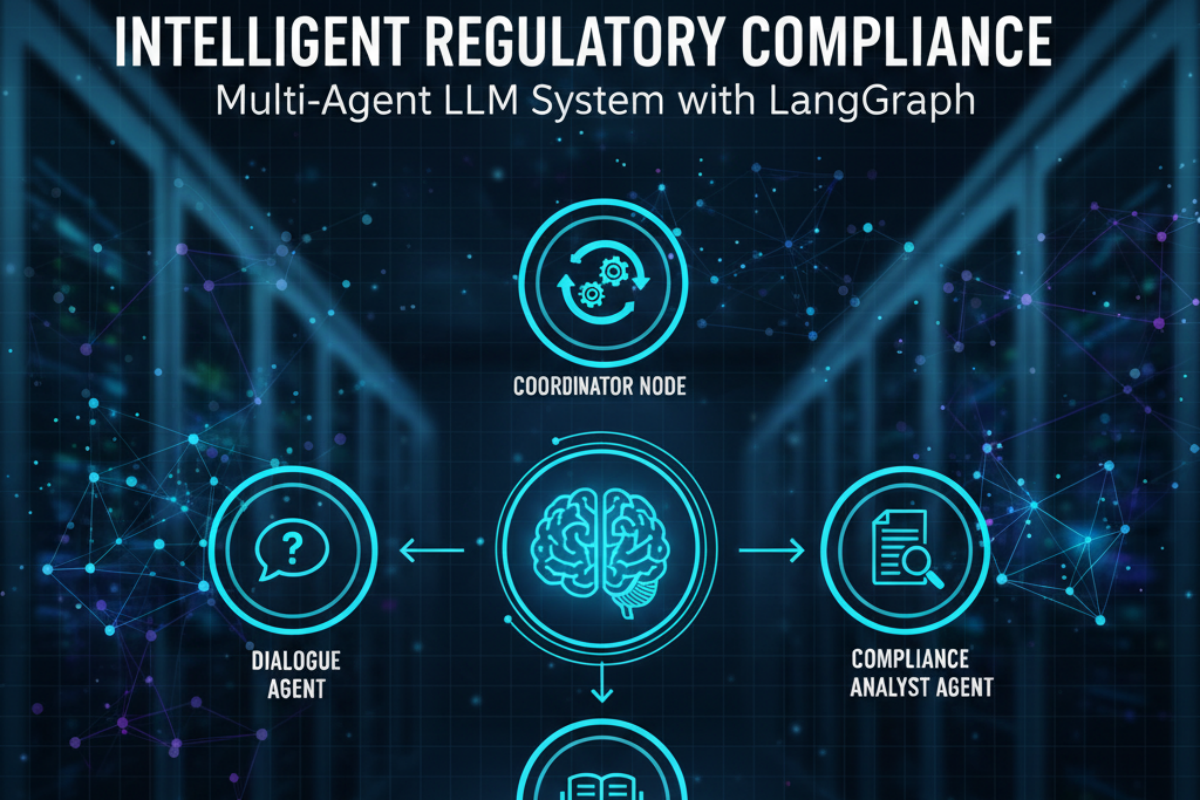 INTELLIGENT REGULATORY COMPLIANCE
Multi-Agent LLM System with LangGraph
COORDINATOR NODE
?
DIALOGUE
AGENT
COMPLIANCE
ANALYST AGENT